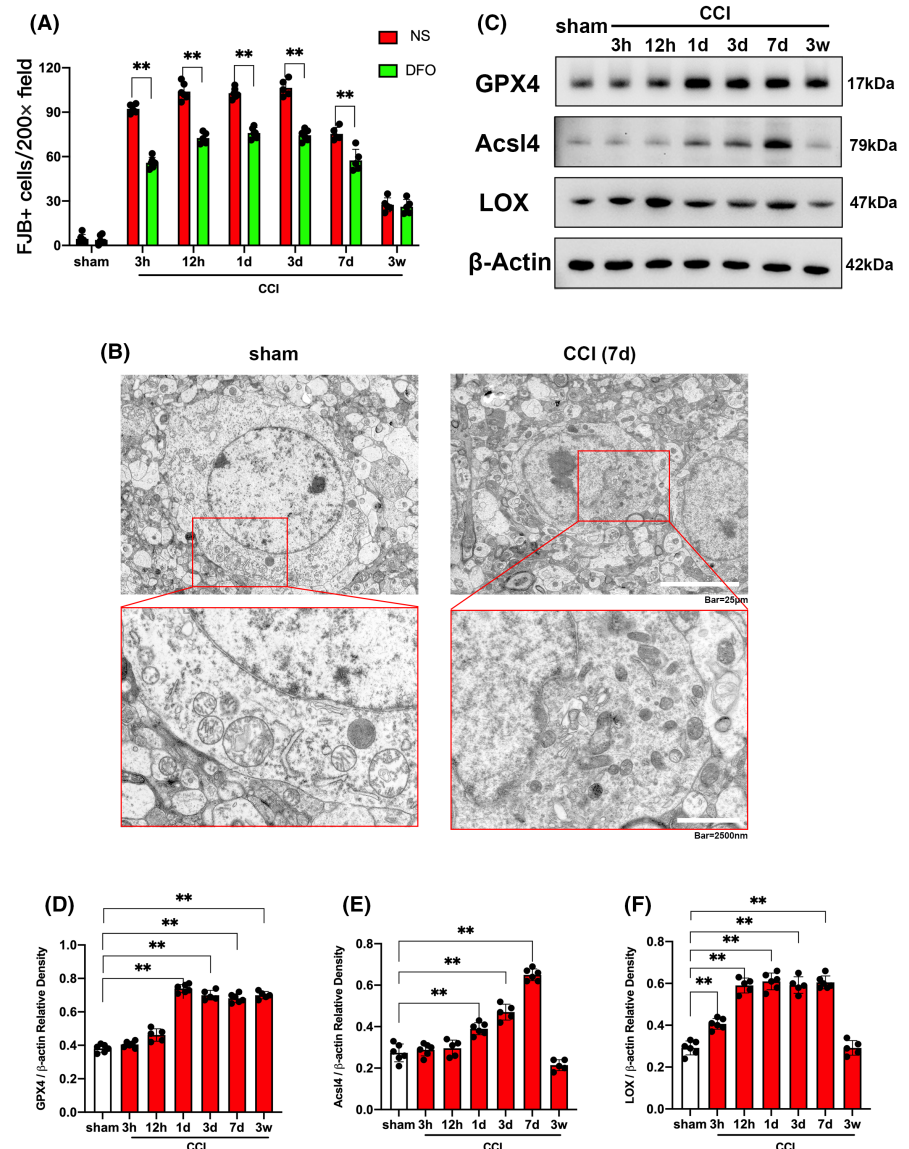 (A)
NS
DFO
FJB+ cells/200× field
120
90
60
30
0
** ** ** ** **
sham 3h 12h 1d 3d 7d 3w
CCI
(C)
sham CCI
3h 12h 1d 3d 7d 3w
GPX4 17kDa
Acsl4 79kDa
LOX 47kDa
β-Actin 42kDa
(B)
sham CCI (7d)
Bar=25μm
Bar=2500nm
(D)
GPX4 / β-actin Relative Density
1.0
0.8
0.6
0.4
0.2
0.0
**
**
**
**
sham 3h 12h 1d 3d 7d 3w
CCI
(E)
Acsl4 / β-actin Relative Density
0.8
0.6
0.4
0.2
0.0
**
**
**
sham 3h 12h 1d 3d 7d 3w
CCI
(F)
LOX / β-actin Relative Density
0.8
0.6
0.4
0.2
0.0
**
**
**
**
**
sham 3h 12h 1d 3d 7d 3w
CCI